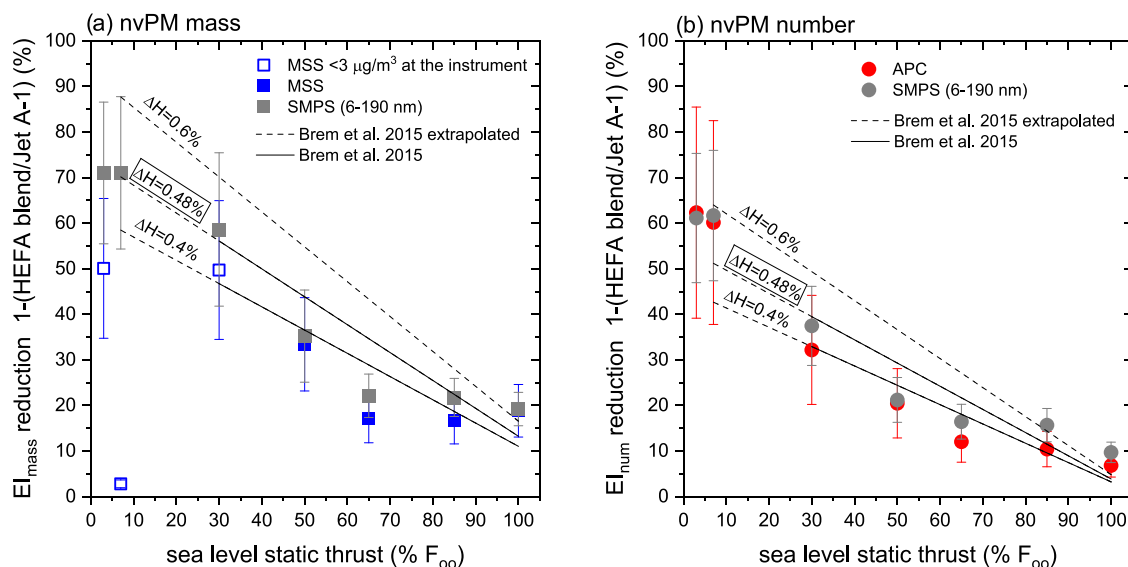 (a) nvPM mass
EI_mass reduction 1-(HEFA blend/Jet A-1) (%)
100
90
80
70
60
50
40
30
20
10
0
MSS <3 μg/m³ at the instrument
MSS
SMPS (6-190 nm)
Brem et al. 2015 extrapolated
Brem et al. 2015
ΔH=0.6%
ΔH=0.48%
ΔH=0.4%
0 10 20 30 40 50 60 70 80 90 100
sea level static thrust (% F_oo)
(b) nvPM number
EI_num reduction 1-(HEFA blend/Jet A-1) (%)
100
90
80
70
60
50
40
30
20
10
0
APC
SMPS (6-190 nm)
Brem et al. 2015 extrapolated
Brem et al. 2015
ΔH=0.6%
ΔH=0.48%
ΔH=0.4%
0 10 20 30 40 50 60 70 80 90 100
sea level static thrust (% F_oo)